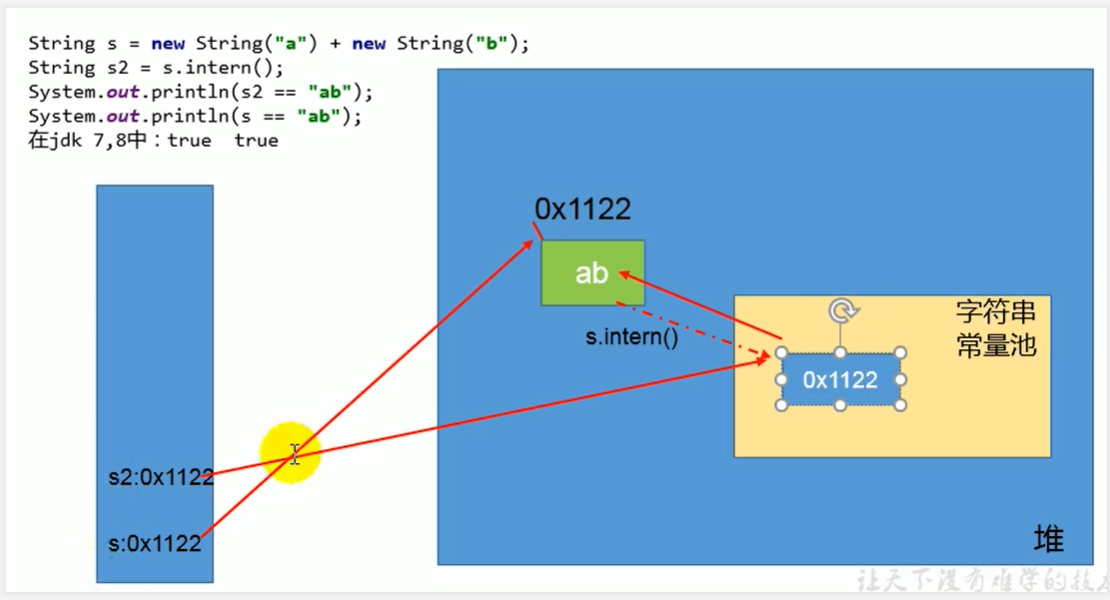 String s = new String("a") + new String("b");
String s2 = s.intern();
System.out.println(s2 == "ab");
System.out.println(s == "ab");
在jdk 7,8中：true  true
0x1122
ab
s.intern()
字符串
常量池
0x1122
s2:0x1122
s:0x1122
堆
让天下没有难学的技术